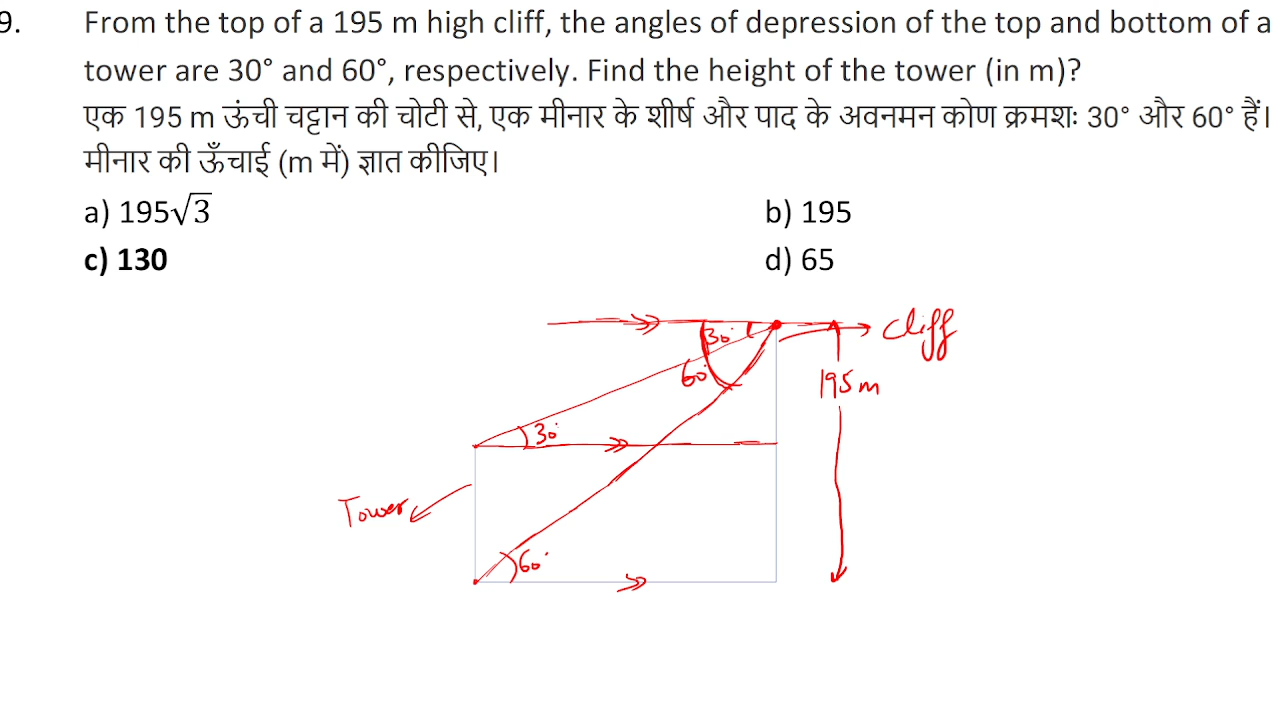 9. From the top of a 195 m high cliff, the angles of depression of the top and bottom of a
tower are 30° and 60°, respectively. Find the height of the tower (in m)?
एक 195 m ऊंची चट्टान की चोटी से, एक मीनार के शीर्ष और पाद के अवनमन कोण क्रमशः 30° और 60° हैं।
मीनार की ऊँचाई (m में) ज्ञात कीजिए।
a) 195√3 b) 195
c) 130 d) 65
30° cliff
60° 195m
30°
Tower
60°